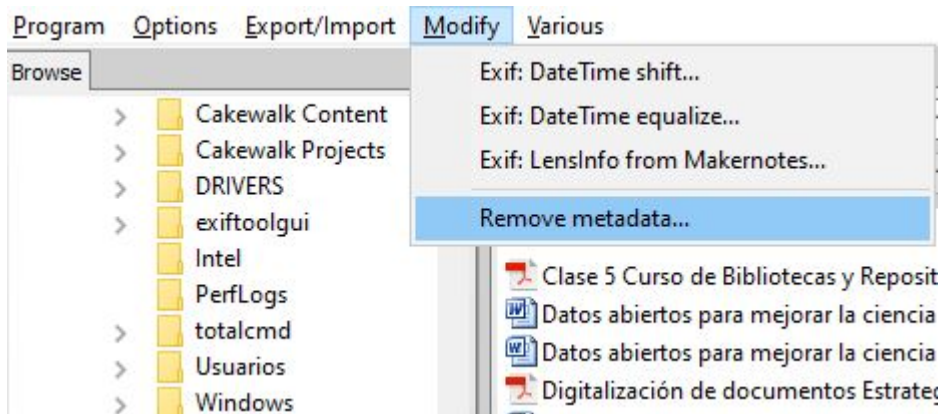 Program Options Export/Import Modify Various
Browse
Exif: DateTime shift...
Exif: DateTime equalize...
Exif: LensInfo from Makernotes...
Remove metadata...
Cakewalk Content
Cakewalk Projects
DRIVERS
exiftoolgui
Intel
PerfLogs
totalcmd
Usuarios
Windows
Clase 5 Curso de Bibliotecas y Reposit
Datos abiertos para mejorar la ciencia
Datos abiertos para mejorar la ciencia
Digitalización de documentos Estrateg